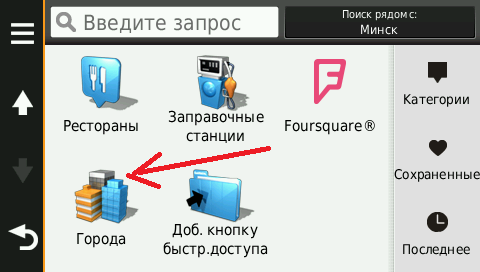 Введите запрос
Поиск рядом с:
Минск
Рестораны
Заправочные
станции
Foursquare®
Города
Доб. кнопку
быстр.доступа
Категории
Сохраненные
Последнее